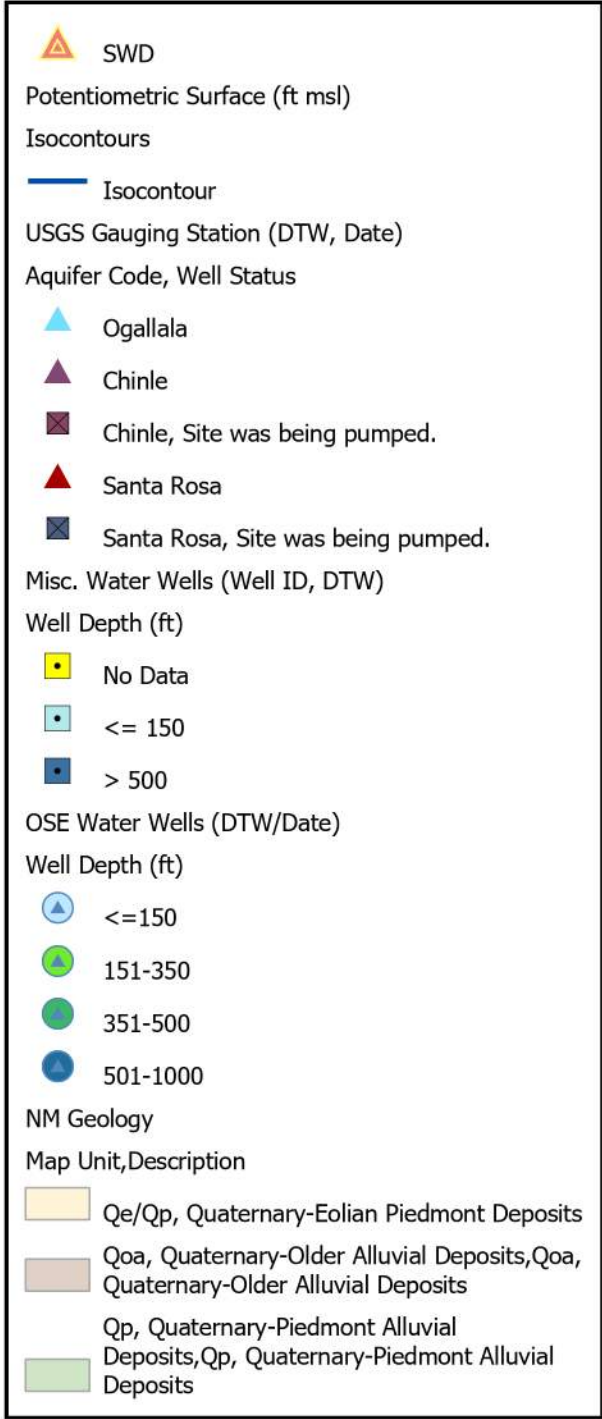 SWD
Potentiometric Surface (ft msl)
Isocontours
Isocontour
USGS Gauging Station (DTW, Date)
Aquifer Code, Well Status
Ogallala
Chinle
Chinle, Site was being pumped.
Santa Rosa
Santa Rosa, Site was being pumped.
Misc. Water Wells (Well ID, DTW)
Well Depth (ft)
No Data
<= 150
> 500
OSE Water Wells (DTW/Date)
Well Depth (ft)
<=150
151-350
351-500
501-1000
NM Geology
Map Unit,Description
Qe/Qp, Quaternary-Eolian Piedmont Deposits
Qoa, Quaternary-Older Alluvial Deposits,Qoa,
Quaternary-Older Alluvial Deposits
Qp, Quaternary-Piedmont Alluvial
Deposits,Qp, Quaternary-Piedmont Alluvial
Deposits